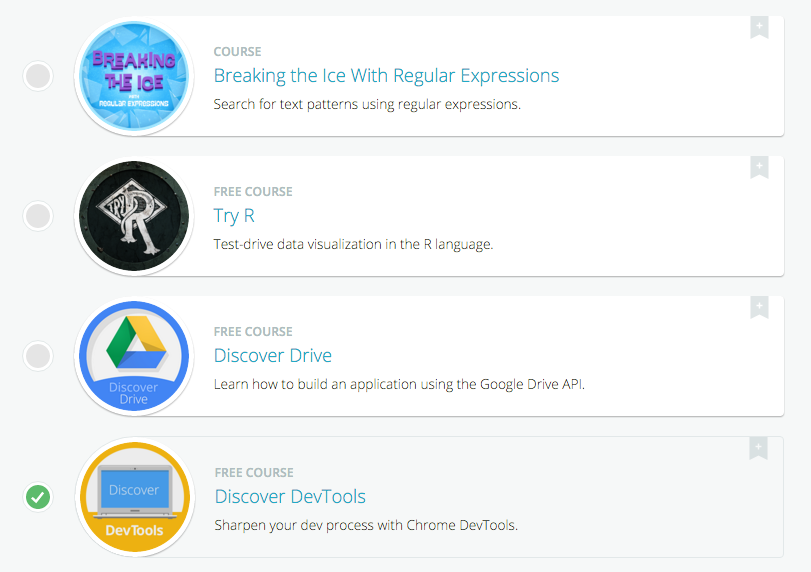 BREAKING
THE ICE
WITH
REGULAR EXPRESSIONS
COURSE
Breaking the Ice With Regular Expressions
Search for text patterns using regular expressions.
TRY
R
FREE COURSE
Try R
Test-drive data visualization in the R language.
Discover
Drive
FREE COURSE
Discover Drive
Learn how to build an application using the Google Drive API.
Discover
DevTools
FREE COURSE
Discover DevTools
Sharpen your dev process with Chrome DevTools.